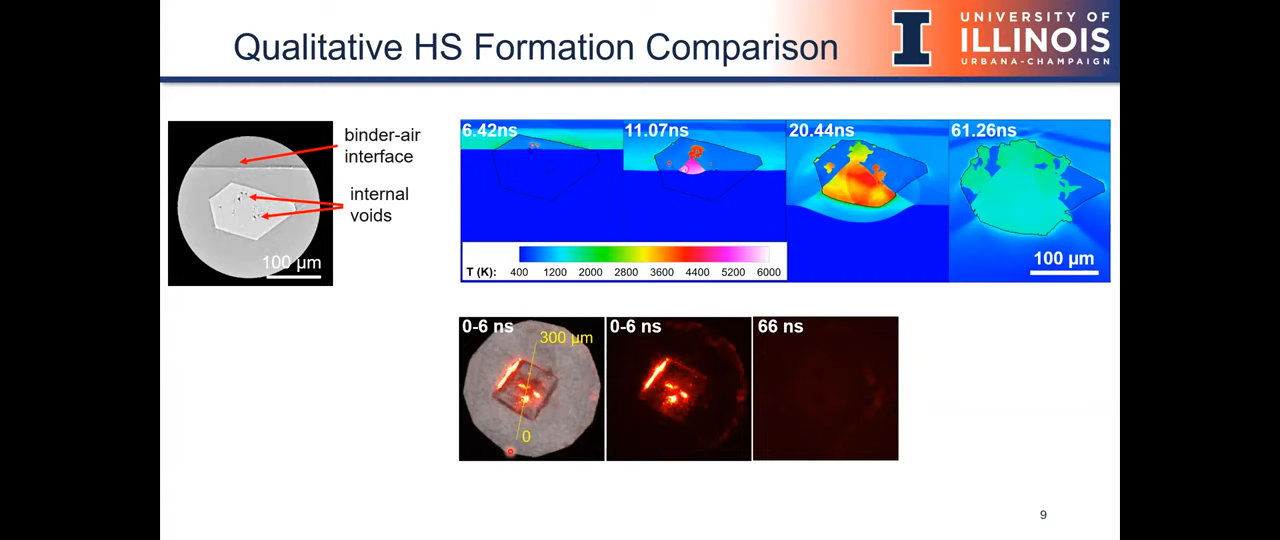 Qualitative HS Formation Comparison
I
UNIVERSITY OF
ILLINOIS
URBANA-CHAMPAIGN
binder-air
interface
internal
voids
100 µm
6.42ns
11.07ns
20.44ns
61.26ns
T (K):
400 1200 2000 2800 3600 4400 5200 6000
100 µm
0-6 ns
300 µm
0
0-6 ns
66 ns
9